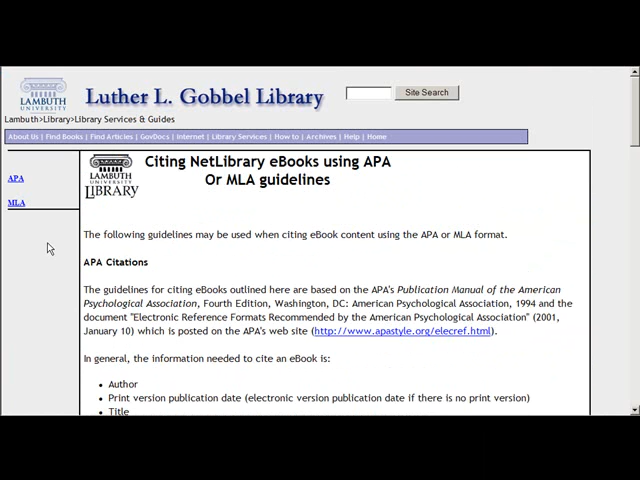 LAMBUTH
UNIVERSITY
Luther L. Gobbel Library
Site Search
Lambuth>Library>Library Services & Guides
About Us | Find Books | Find Articles | GovDocs | Internet | Library Services | How to | Archives | Help | Home
APA
MLA
LAMBUTH
UNIVERSITY
LIBRARY
Citing NetLibrary eBooks using APA
Or MLA guidelines
The following guidelines may be used when citing eBook content using the APA or MLA format.
APA Citations
The guidelines for citing eBooks outlined here are based on the APA's Publication Manual of the American
Psychological Association, Fourth Edition, Washington, DC: American Psychological Association, 1994 and the
document "Electronic Reference Formats Recommended by the American Psychological Association" (2001,
January 10) which is posted on the APA's web site (http://www.apastyle.org/elecref.html).
In general, the information needed to cite an eBook is:
• Author
• Print version publication date (electronic version publication date if there is no print version)
• Title